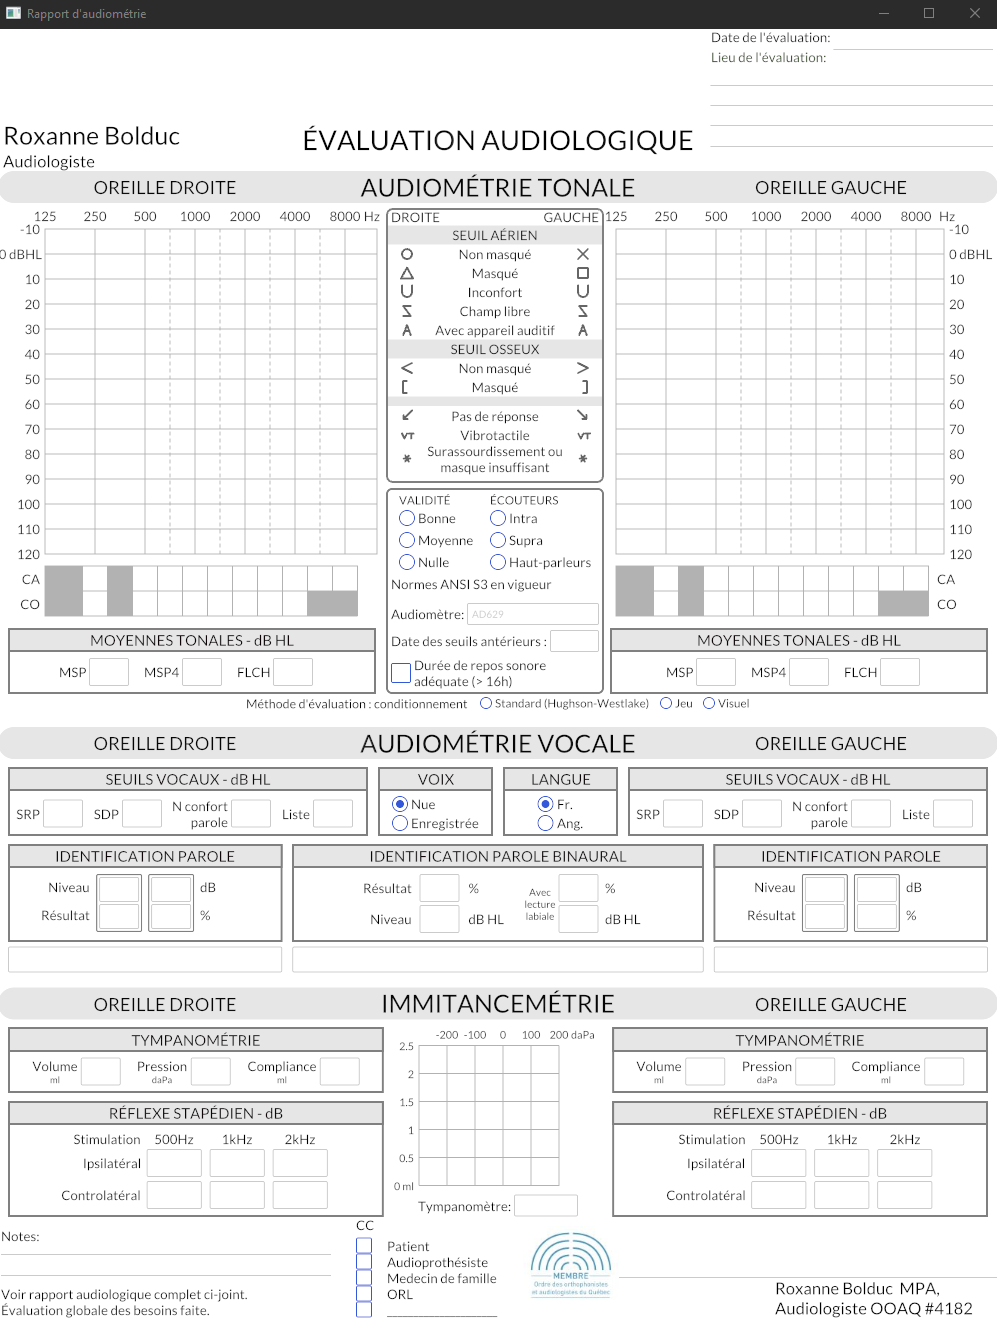 Rapport d'audiométrie
Date de l'évaluation:
Lieu de l'évaluation:
Roxanne Bolduc
Audiologiste
ÉVALUATION AUDIOLOGIQUE
OREILLE DROITE AUDIOMÉTRIE TONALE OREILLE GAUCHE
125 250 500 1000 2000 4000 8000 Hz
-10
0 dBHL
10
20
30
40
50
60
70
80
90
100
110
120
CA
CO
DROITE GAUCHE
SEUIL AÉRIEN
Non masqué
Masqué
Inconfort
Champ libre
A Avec appareil auditif A
SEUIL OSSEUX
< Non masqué >
[ Masqué ]
Pas de réponse
VT Vibrotactile VT
* Surassourdissement ou *
masque insuffisant
VALIDITÉ ÉCOUTEURS
Bonne Intra
Moyenne Supra
Nulle Haut-parleurs
Normes ANSI S3 en vigueur
Audiomètre: AD629
Date des seuils antérieurs :
Durée de repos sonore
adéquate (> 16h)
125 250 500 1000 2000 4000 8000 Hz
-10
0 dBHL
10
20
30
40
50
60
70
80
90
100
110
120
CA
CO
MOYENNES TONALES - dB HL
MSP MSP4 FLCH
MOYENNES TONALES - dB HL
MSP MSP4 FLCH
Méthode d'évaluation : conditionnement Standard (Hughson-Westlake) Jeu Visuel
OREILLE DROITE AUDIOMÉTRIE VOCALE OREILLE GAUCHE
SEUILS VOCAUX - dB HL
SRP SDP N confort
parole Liste
VOIX
Nue
Enregistrée
LANGUE
Fr.
Ang.
SEUILS VOCAUX - dB HL
SRP SDP N confort
parole Liste
IDENTIFICATION PAROLE
Niveau dB
Résultat %
IDENTIFICATION PAROLE BINAURAL
Résultat %
Niveau dB HL
Avec
lecture
labiale
%
dB HL
IDENTIFICATION PAROLE
Niveau dB
Résultat %
OREILLE DROITE IMMITANCEMÉTRIE OREILLE GAUCHE
TYMPANOMÉTRIE
Volume Pression Compliance
ml daPa ml
RÉFLEXE STAPÉDIEN - dB
Stimulation 500Hz 1kHz 2kHz
Ipsilatéral
Controlatéral
-200 -100 0 100 200 daPa
2.5
2
1.5
1
0.5
0 ml
Tympanomètre:
TYMPANOMÉTRIE
Volume Pression Compliance
ml daPa ml
RÉFLEXE STAPÉDIEN - dB
Stimulation 500Hz 1kHz 2kHz
Ipsilatéral
Controlatéral
Notes:
Voir rapport audiologique complet ci-joint.
Évaluation globale des besoins faite.
CC
Patient
Audioprothésiste
Medecin de famille
ORL
MEMBRE
Ordre des orthophonistes
et audiologistes du Québec
Roxanne Bolduc MPA,
Audiologiste OOAQ #4182